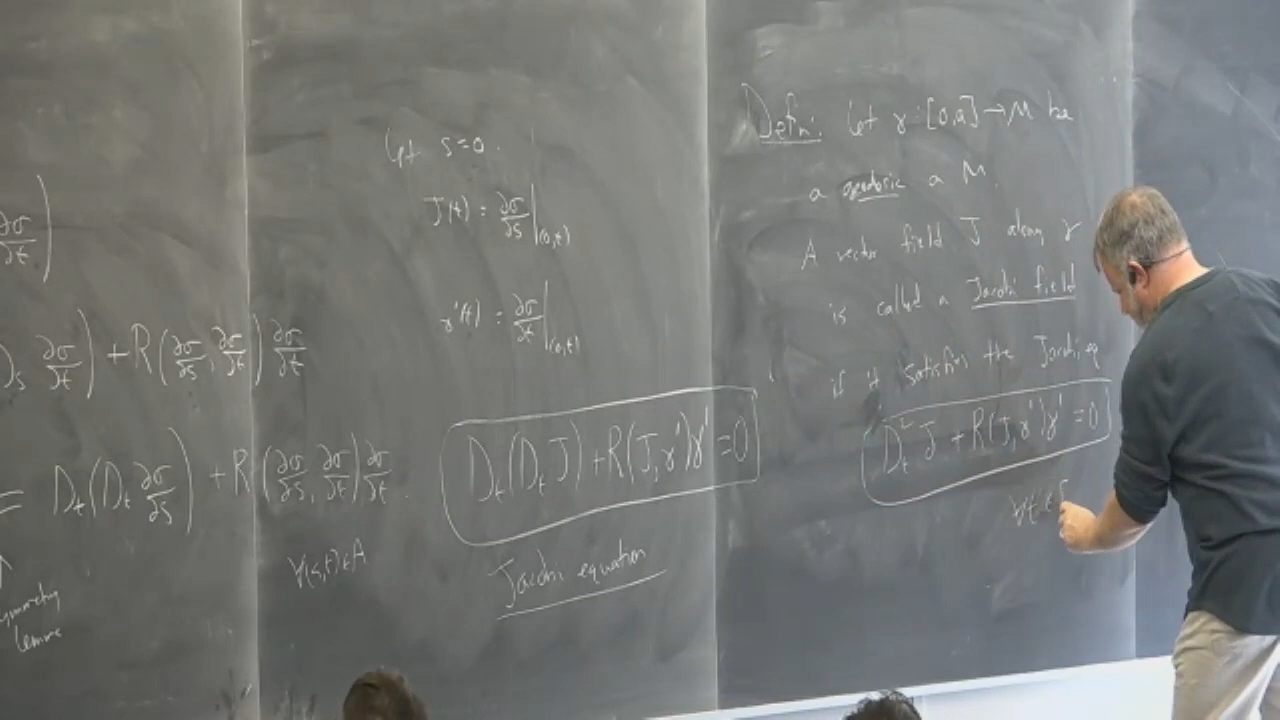 ∂σ/∂t)
D_s ∂σ/∂t) + R(∂σ/∂s, ∂σ/∂t) ∂σ/∂t
= D_t(D_t ∂σ/∂s) + R(∂σ/∂s, ∂σ/∂t) ∂σ/∂t.
∀(s,t)∈A
symmetry
lemma
Let s=0.
J(t) = ∂σ/∂s|(0,t)
γ'(t) = ∂σ/∂t|(0,t)
D_t(D_t J) + R(J,γ')γ' = 0
Jacobi equation
Defn: Let γ:[0,a]→M be
a geodesic a M.
A vector field J along γ
is called a Jacobi field
if it satisfies the Jacobi eq
D_t² J + R(J,γ')γ' = 0
∀t∈[